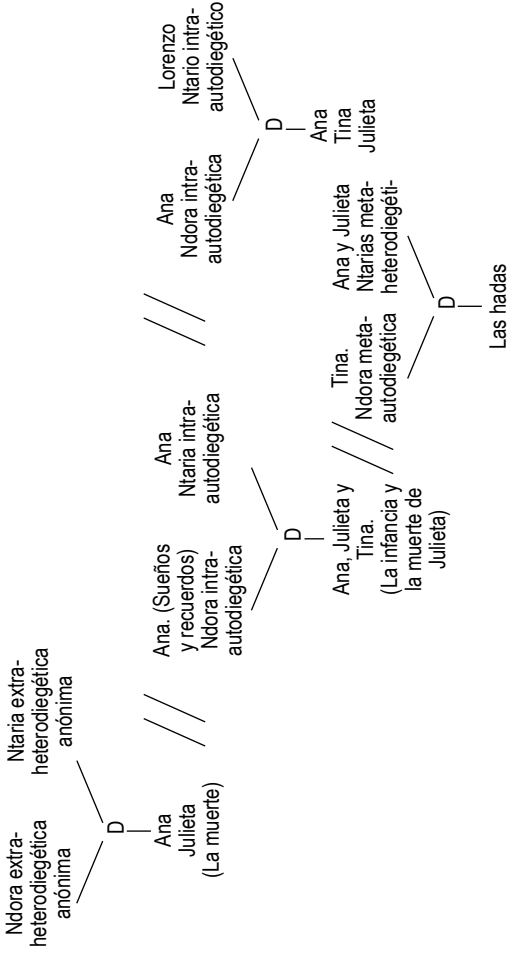 Ndora extra-
heterodiegética
anónima
Ntaria extra-
heterodiegética
anónima
D
Ana
Julieta
(La muerte)
Ana. (Sueños
y recuerdos)
Ndora intra-
autodiegética
Ana
Ntaria intra-
autodiegética
D
Ana, Julieta y
Tina.
(La infancia y
la muerte de
Julieta)
Ana
Ndora intra-
autodiegética
Lorenzo
Ntario intra-
autodiegético
D
Ana
Tina
Julieta
Tina.
Ndora meta-
autodiegética
Ana y Julieta
Ntarias meta-
heterodiegéti-
D
Las hadas